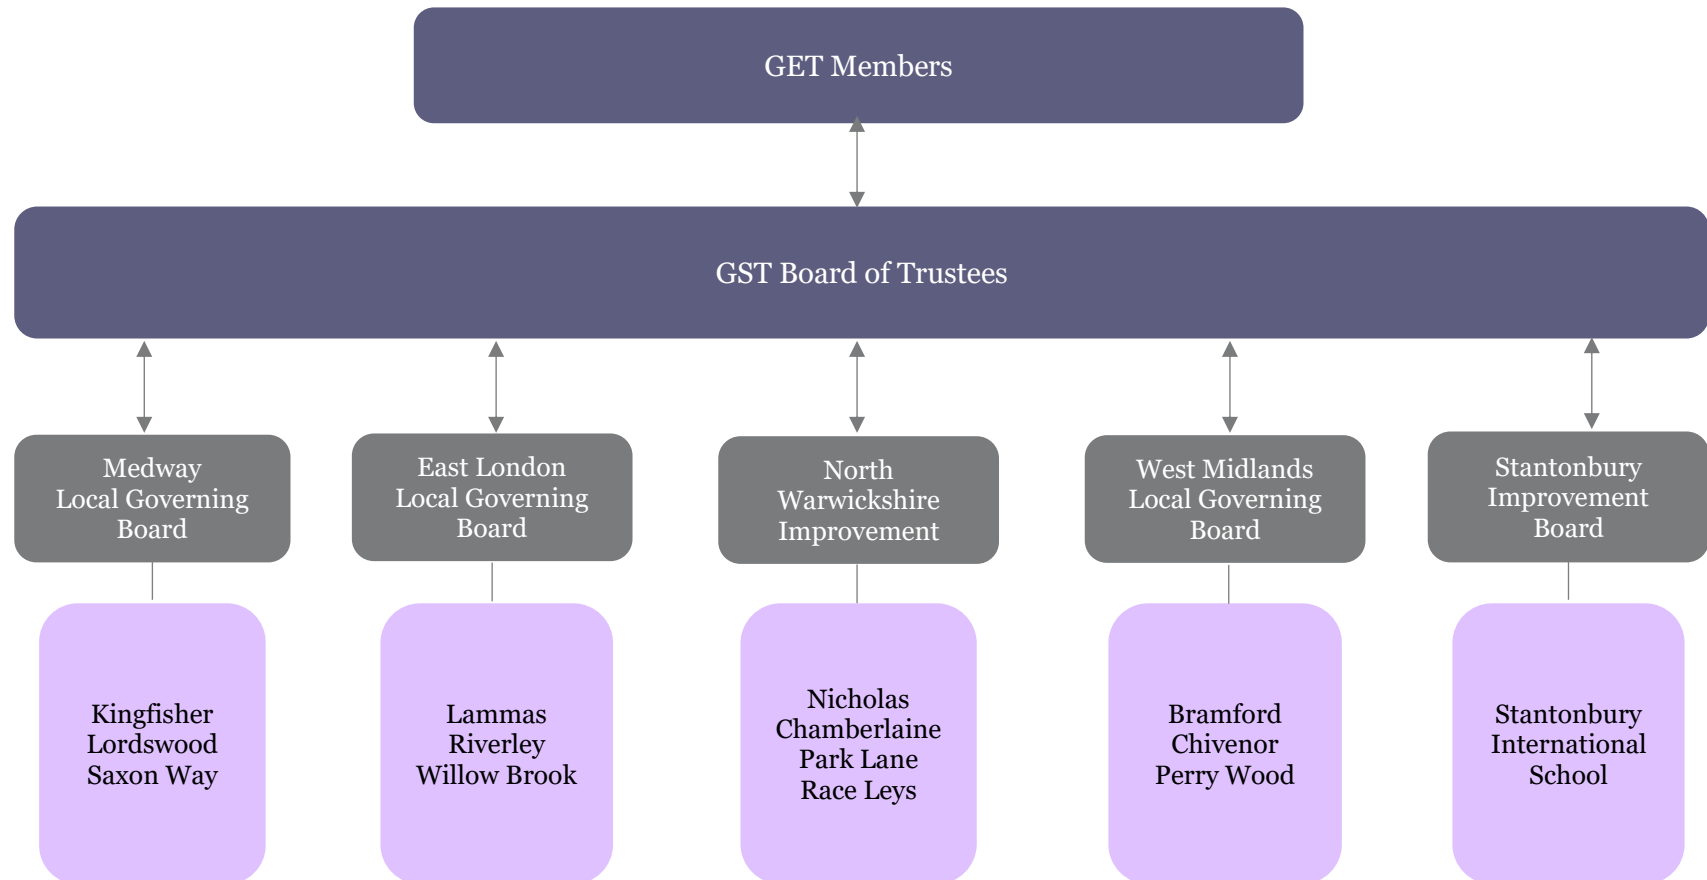 GET Members
GST Board of Trustees
Medway
Local Governing
Board
East London
Local Governing
Board
North
Warwickshire
Improvement
West Midlands
Local Governing
Board
Stantonbury
Improvement
Board
Kingfisher
Lordswood
Saxon Way
Lammas
Riverley
Willow Brook
Nicholas
Chamberlaine
Park Lane
Race Leys
Bramford
Chivenor
Perry Wood
Stantonbury
International
School